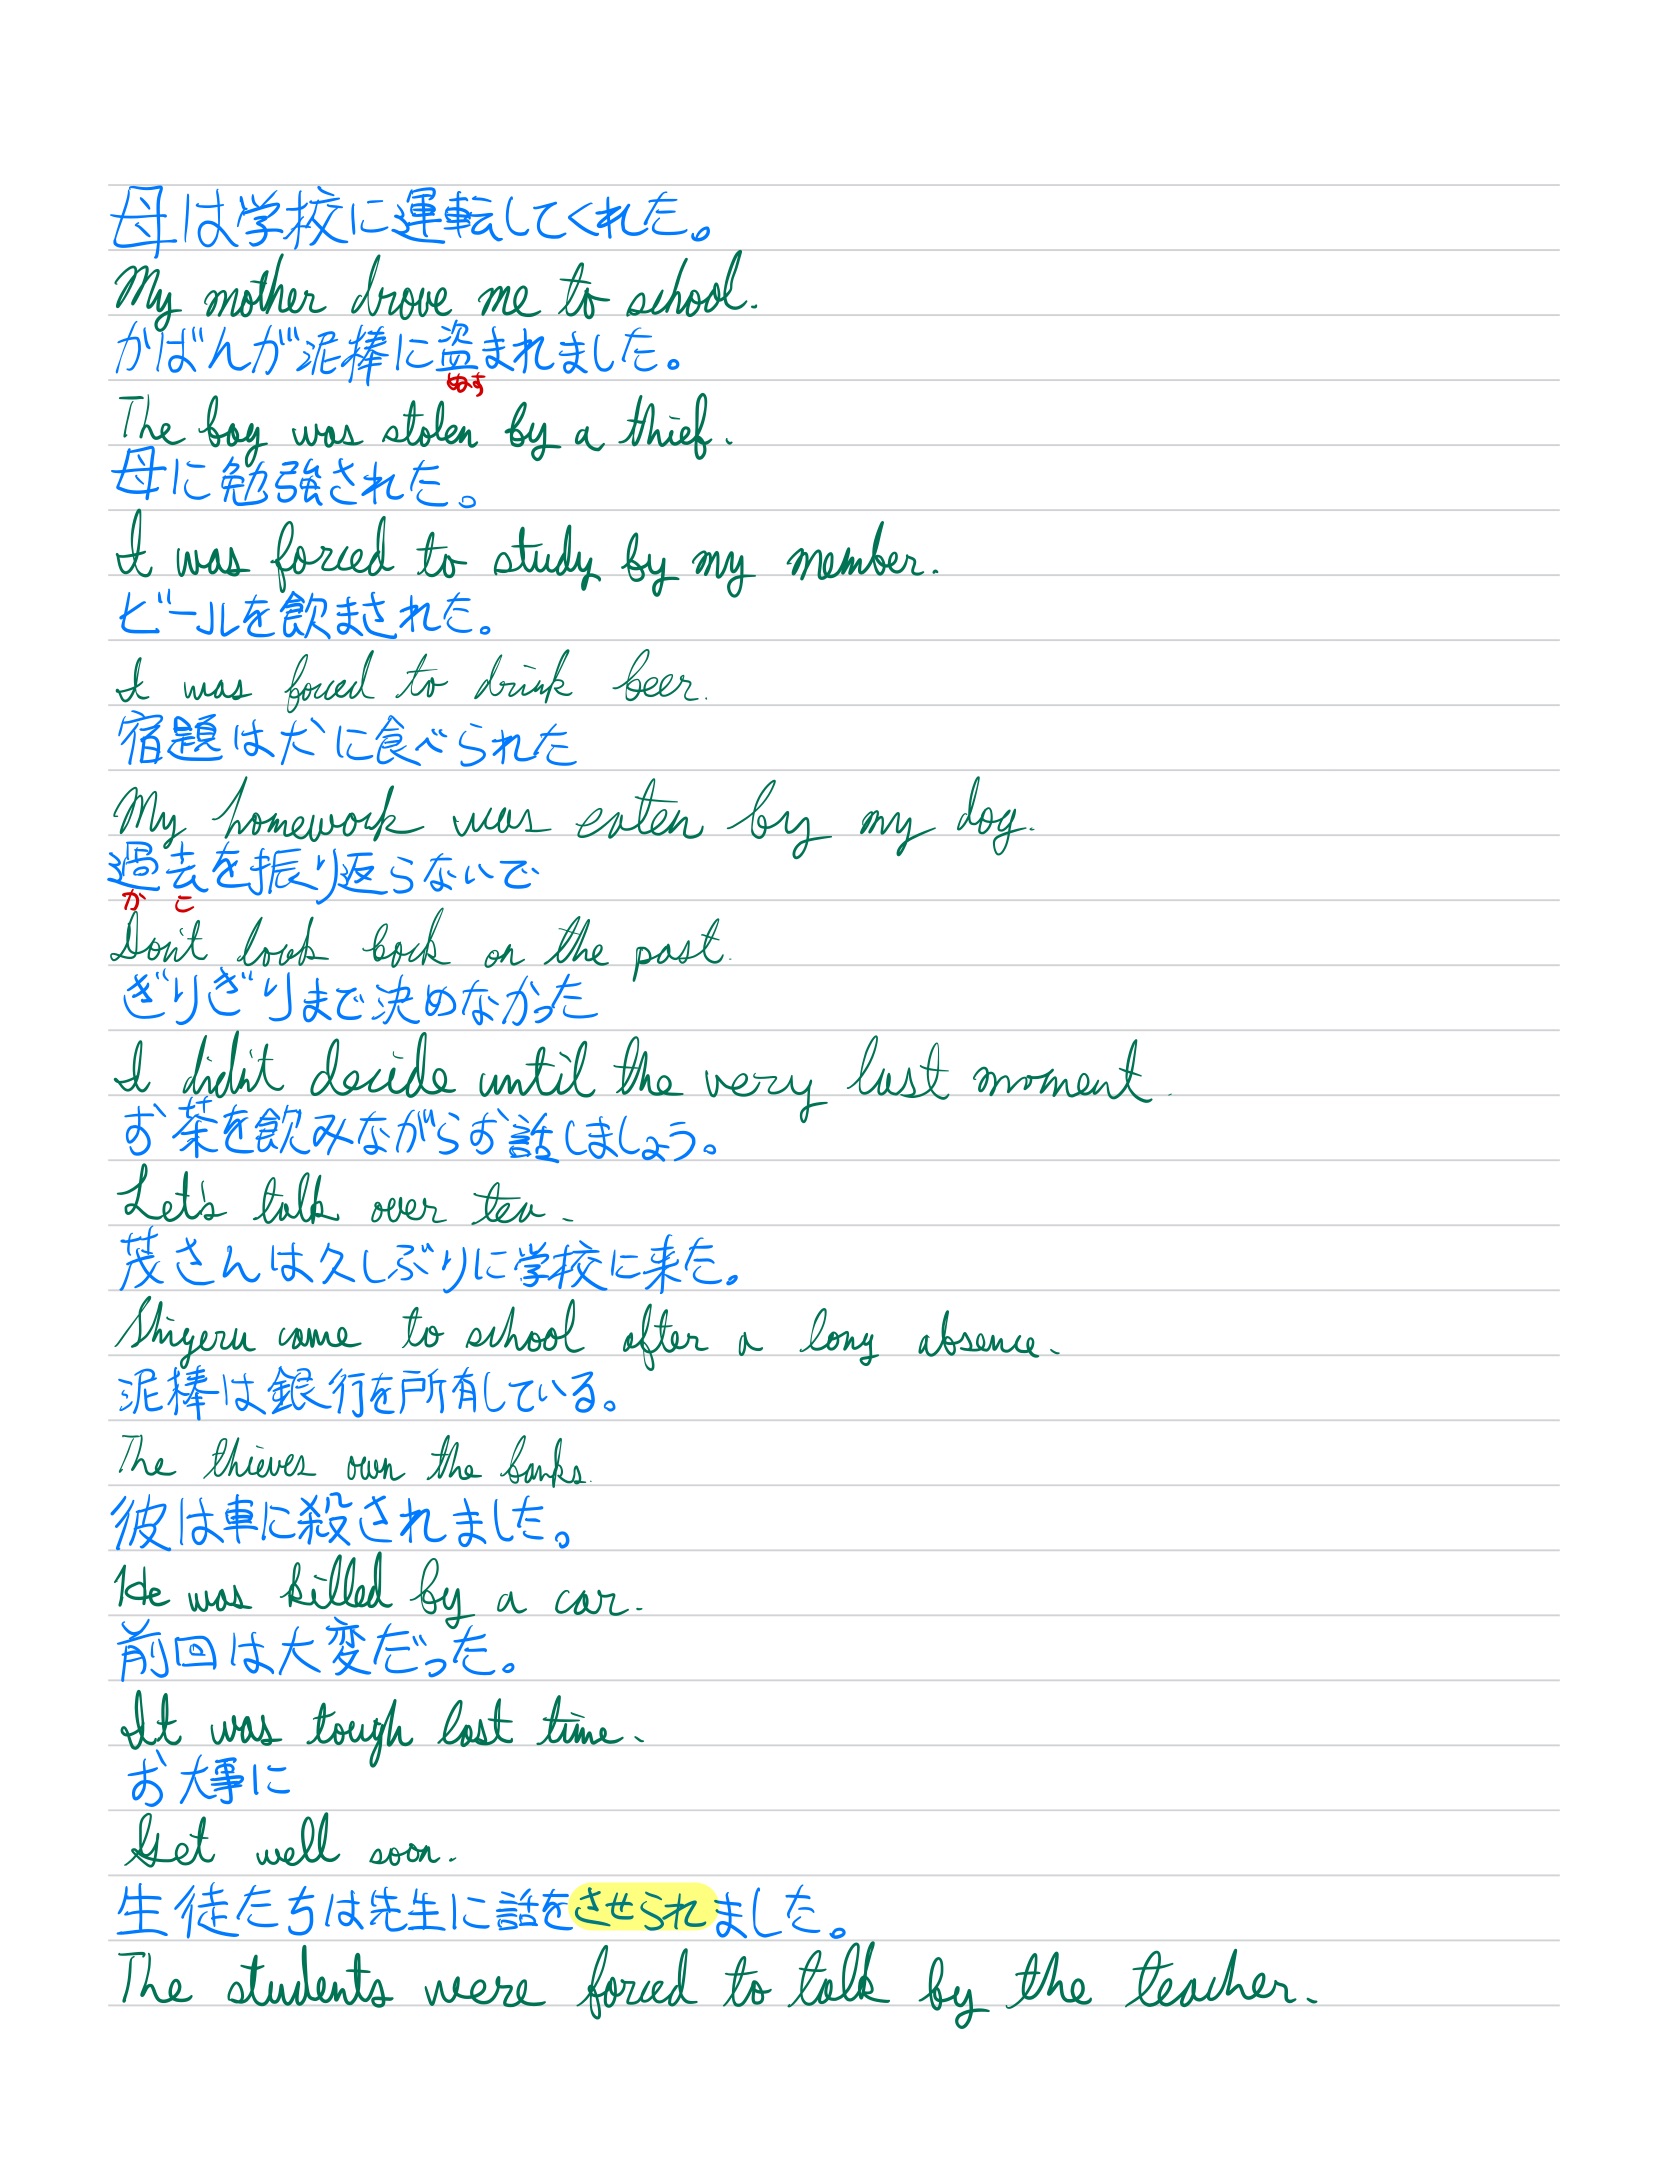 母は学校に運転してくれた。
My mother drove me to school.
かばんが泥棒に盗まれました。
ぬす
The bag was stolen by a thief.
母に勉強された。
I was forced to study by my member.
ビールを飲まされた。
I was forced to drink beer.
宿題は犬に食べられた
My homework was eaten by my dog.
過去を振り返らないで
かこ
Don't look back on the past.
ぎりぎりまで決めなかった
I didn't decide until the very last moment.
お茶を飲みながらお話しましょう。
Let's talk over tea.
茂さんは久しぶりに学校に来た。
Shigeru came to school after a long absence.
泥棒は銀行を所有している。
The thieves own the banks.
彼は車に殺されました。
He was killed by a car.
前回は大変だった。
It was tough last time.
お大事に
Get well soon.
生徒たちは先生に話をさせられました。
The students were forced to talk by the teacher.